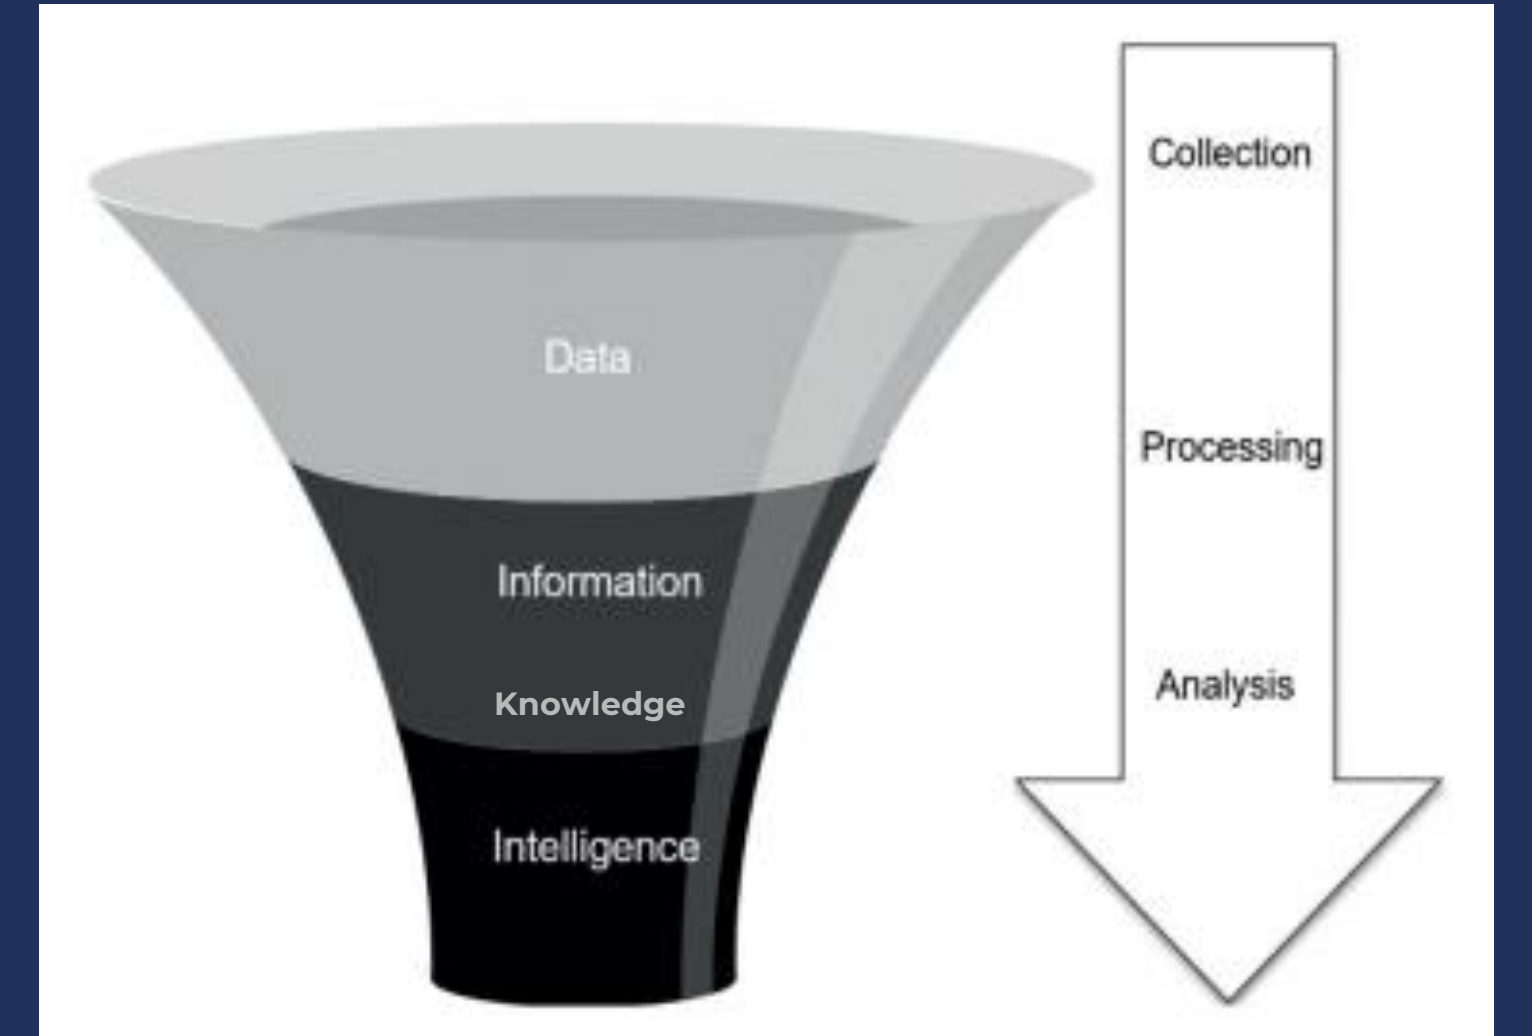 Data
Information
Knowledge
Intelligence
Collection
Processing
Analysis